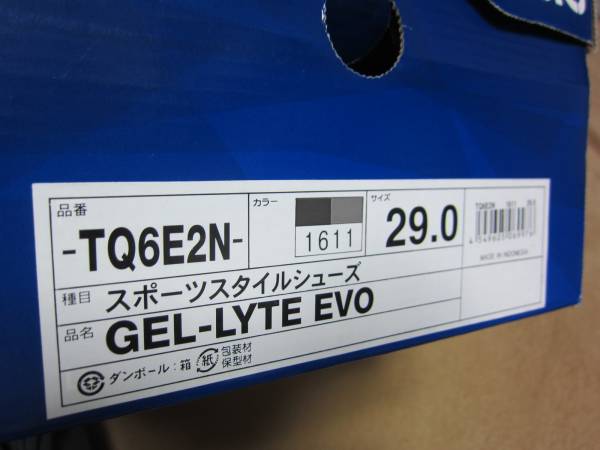 品番
-TQ6E2N-
カラー
1611
サイズ
29.0
TQ6E2N 1611 29.0
MADE IN INDONESIA
種目 スポーツスタイルシューズ
品名 GEL-LYTE EVO
ダンボール:箱 紙 包装材
保型材